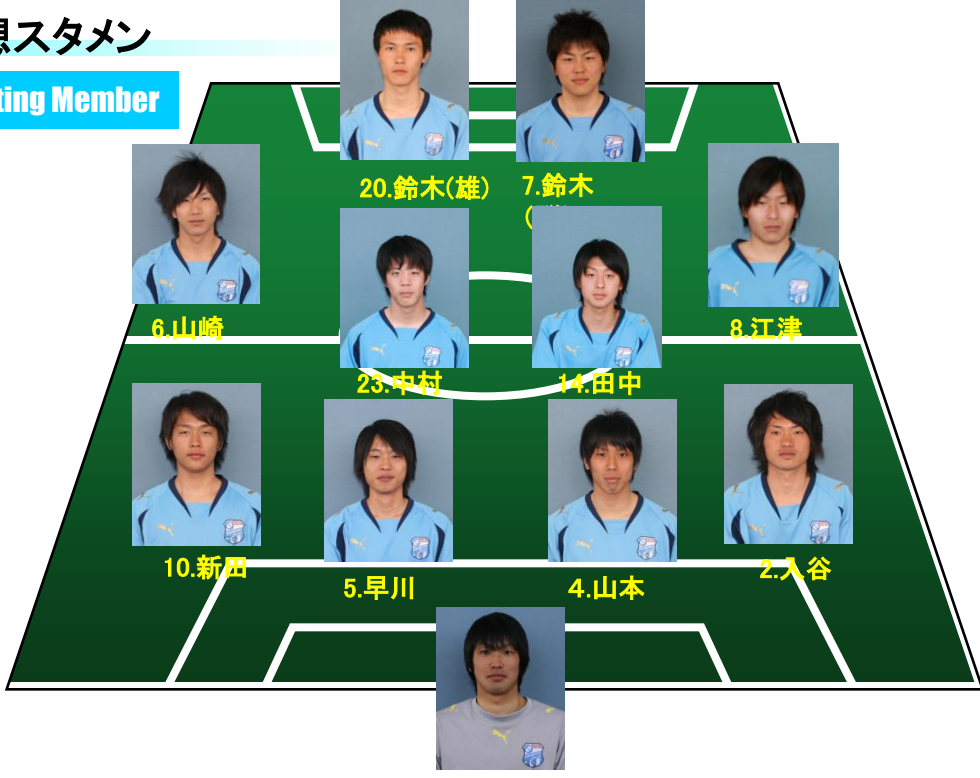 想スタメン
ting Member
20.鈴木(雄)
7.鈴木
6.山崎
8.江津
23.中村
14.田中
10.新田
5.早川
４.山本
2.入谷